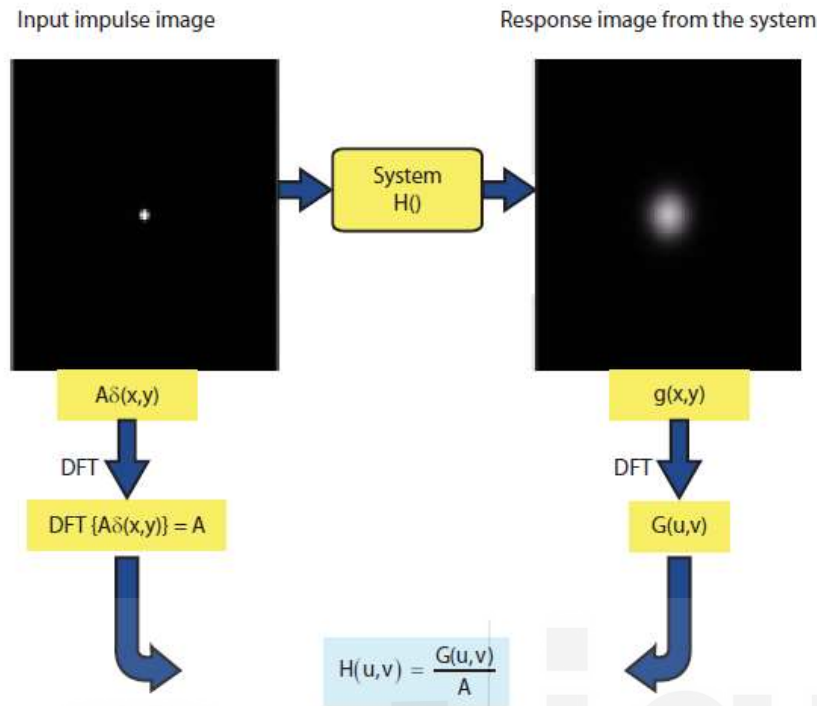 Input impulse image
Response image from the system
System
H()
Aδ(x,y)
g(x,y)
DFT
DFT
DFT {Aδ(x,y)} = A
G(u,v)
H(u,v) = G(u,v)/A